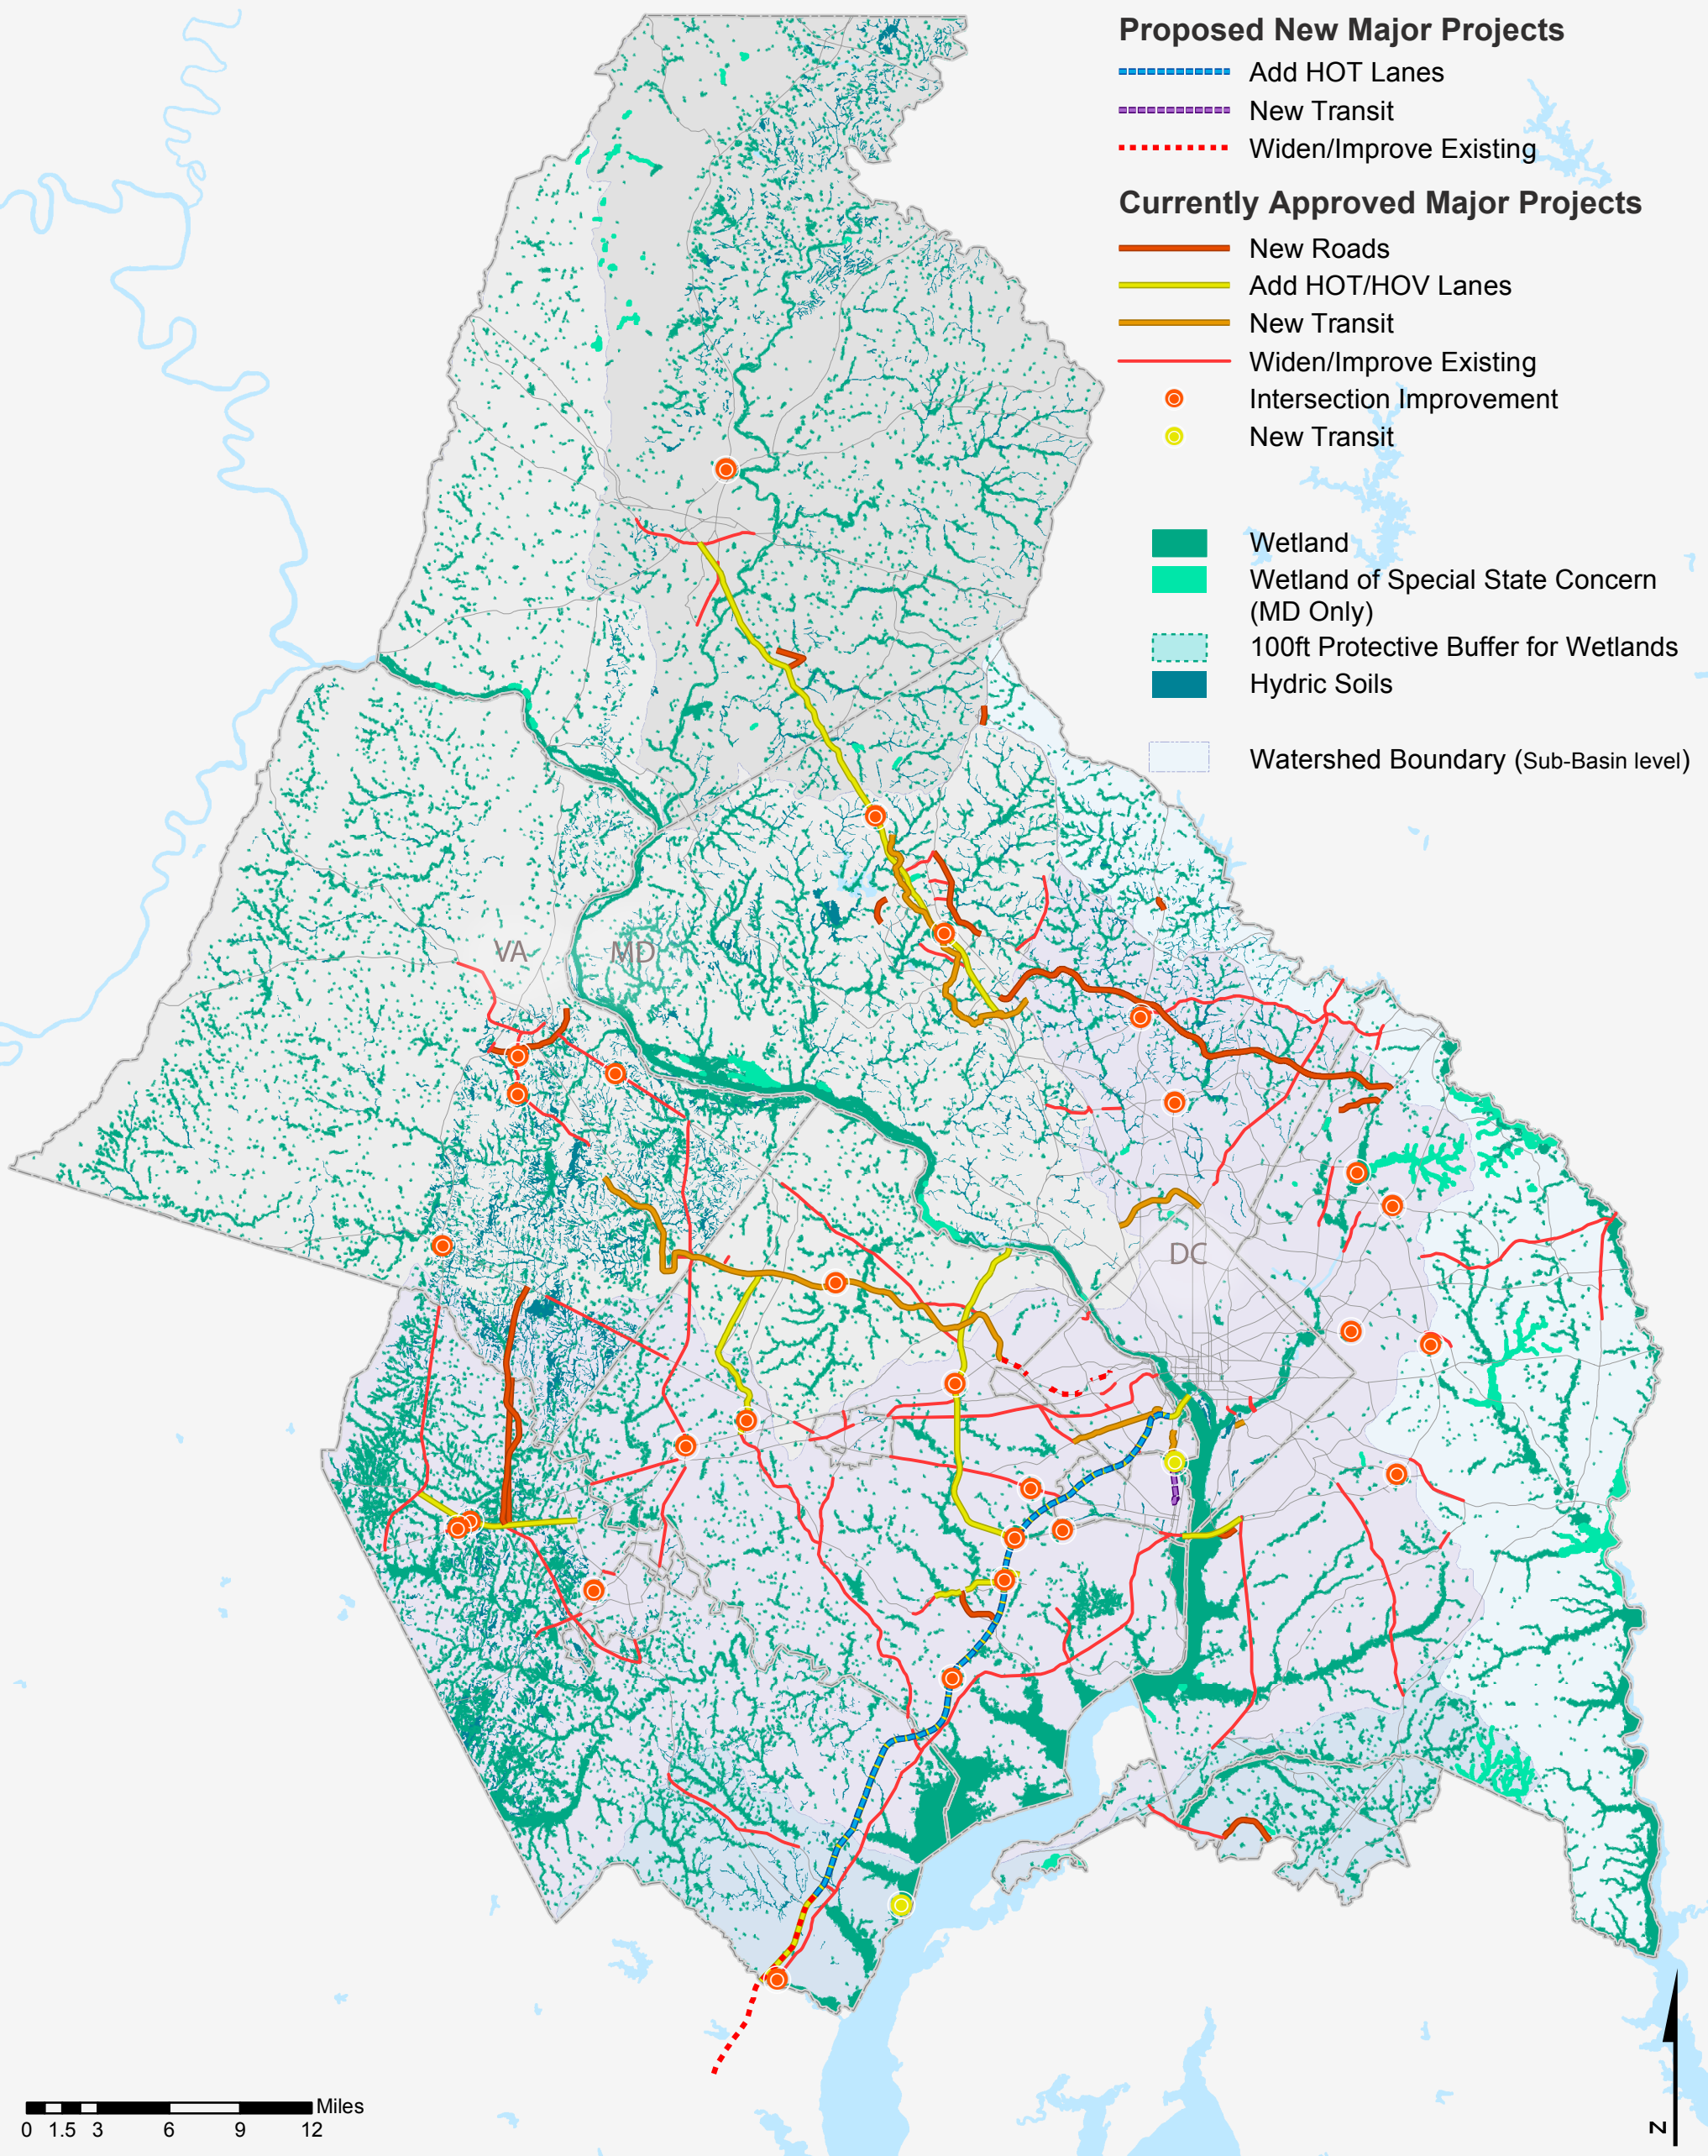 Proposed New Major Projects
Add HOT Lanes
New Transit
Widen/Improve Existing
Currently Approved Major Projects
New Roads
Add HOT/HOV Lanes
New Transit
Widen/Improve Existing
Intersection Improvement
New Transit
Wetland
Wetland of Special State Concern
(MD Only)
100ft Protective Buffer for Wetlands
Hydric Soils
Watershed Boundary (Sub-Basin level)
VA
MD
DC
Miles
0 1.5 3 6 9 12
N